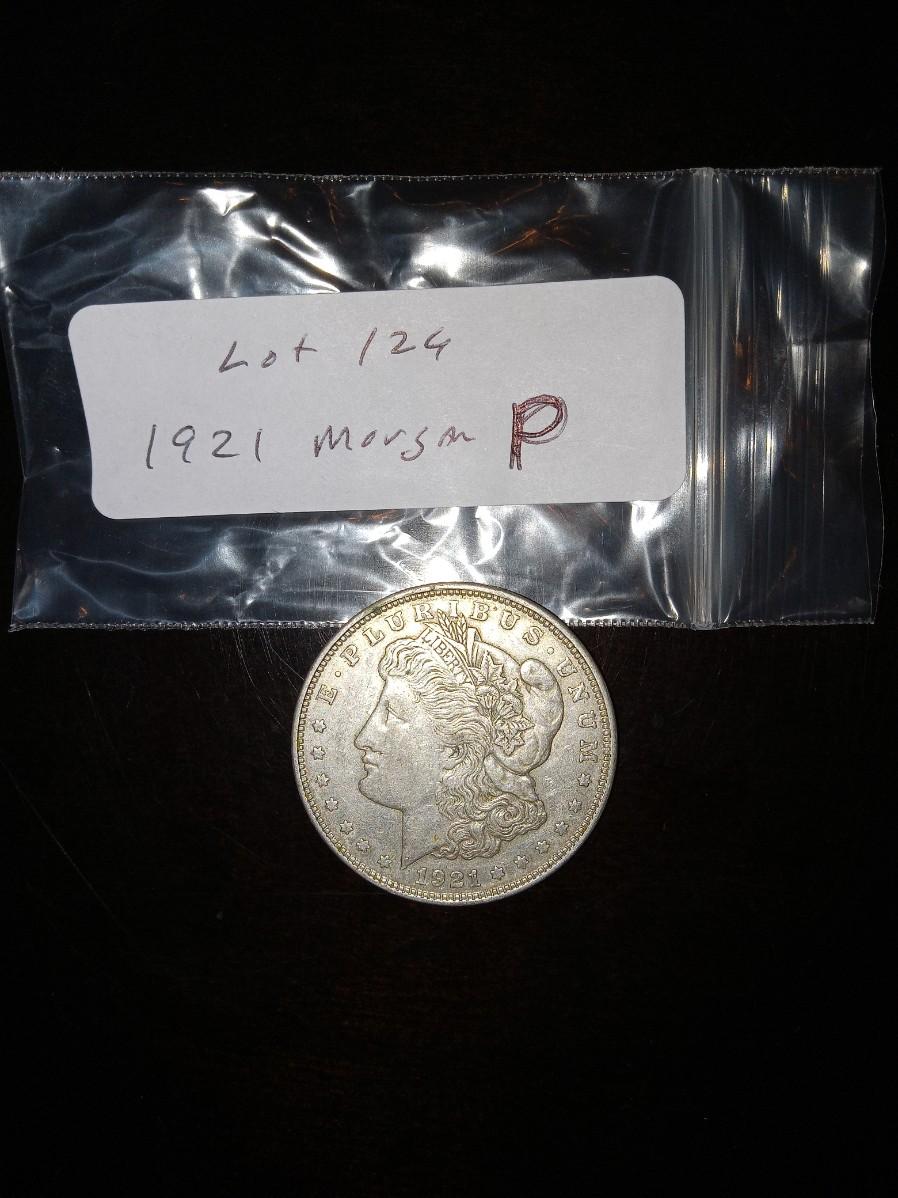 Lot 124
1921 Morgan P
E · PLURIBUS · UNUM
LIBERTY
1921